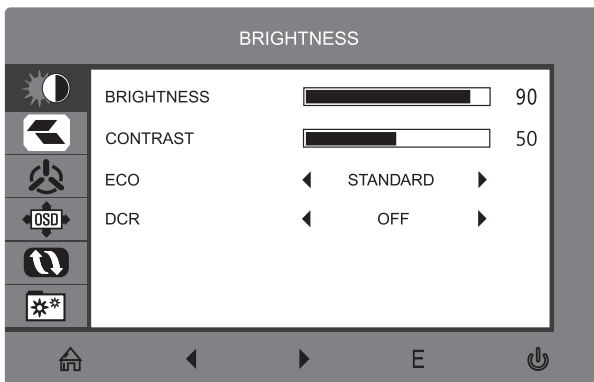 BRIGHTNESS
BRIGHTNESS 90
CONTRAST 50
ECO STANDARD
DCR OFF
OSD
E